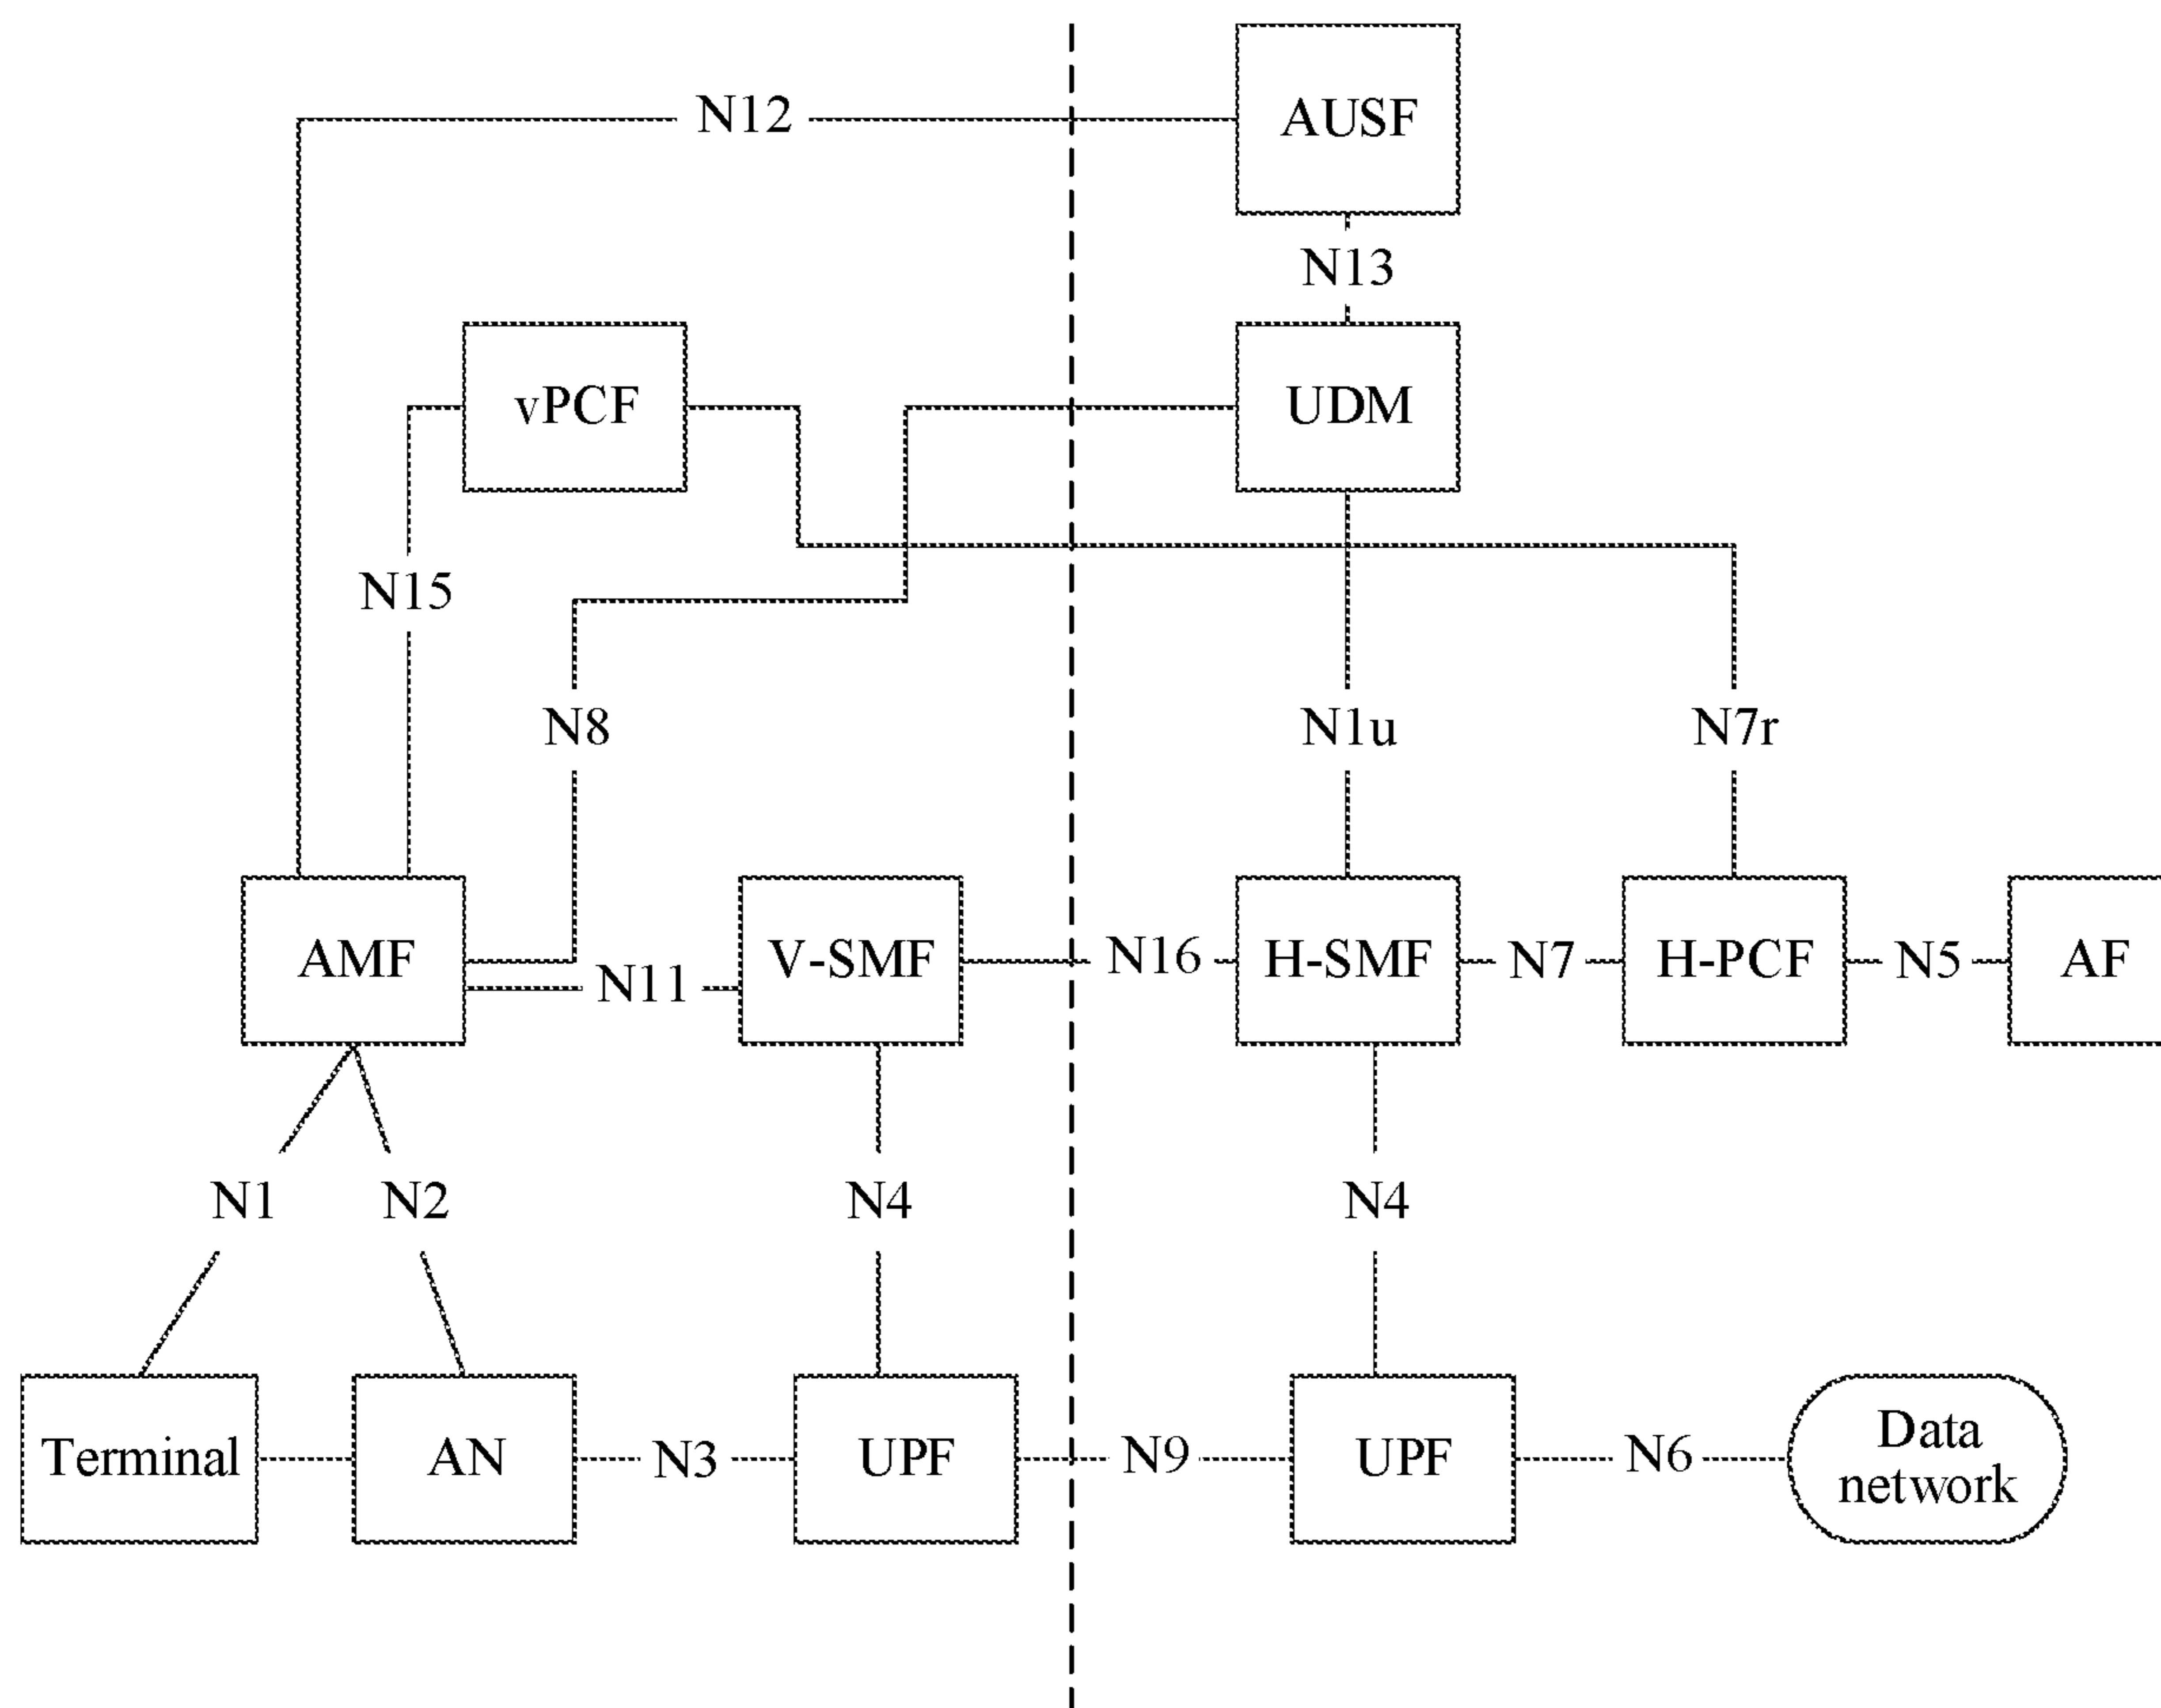 N12
AUSF
N13
vPCF
UDM
N15
N8
N1u
N7r
AMF
N11
V-SMF
N16
H-SMF
N7
H-PCF
N5
AF
N1
N2
N4
N4
Terminal
AN
N3
UPF
N9
UPF
N6
Data
network